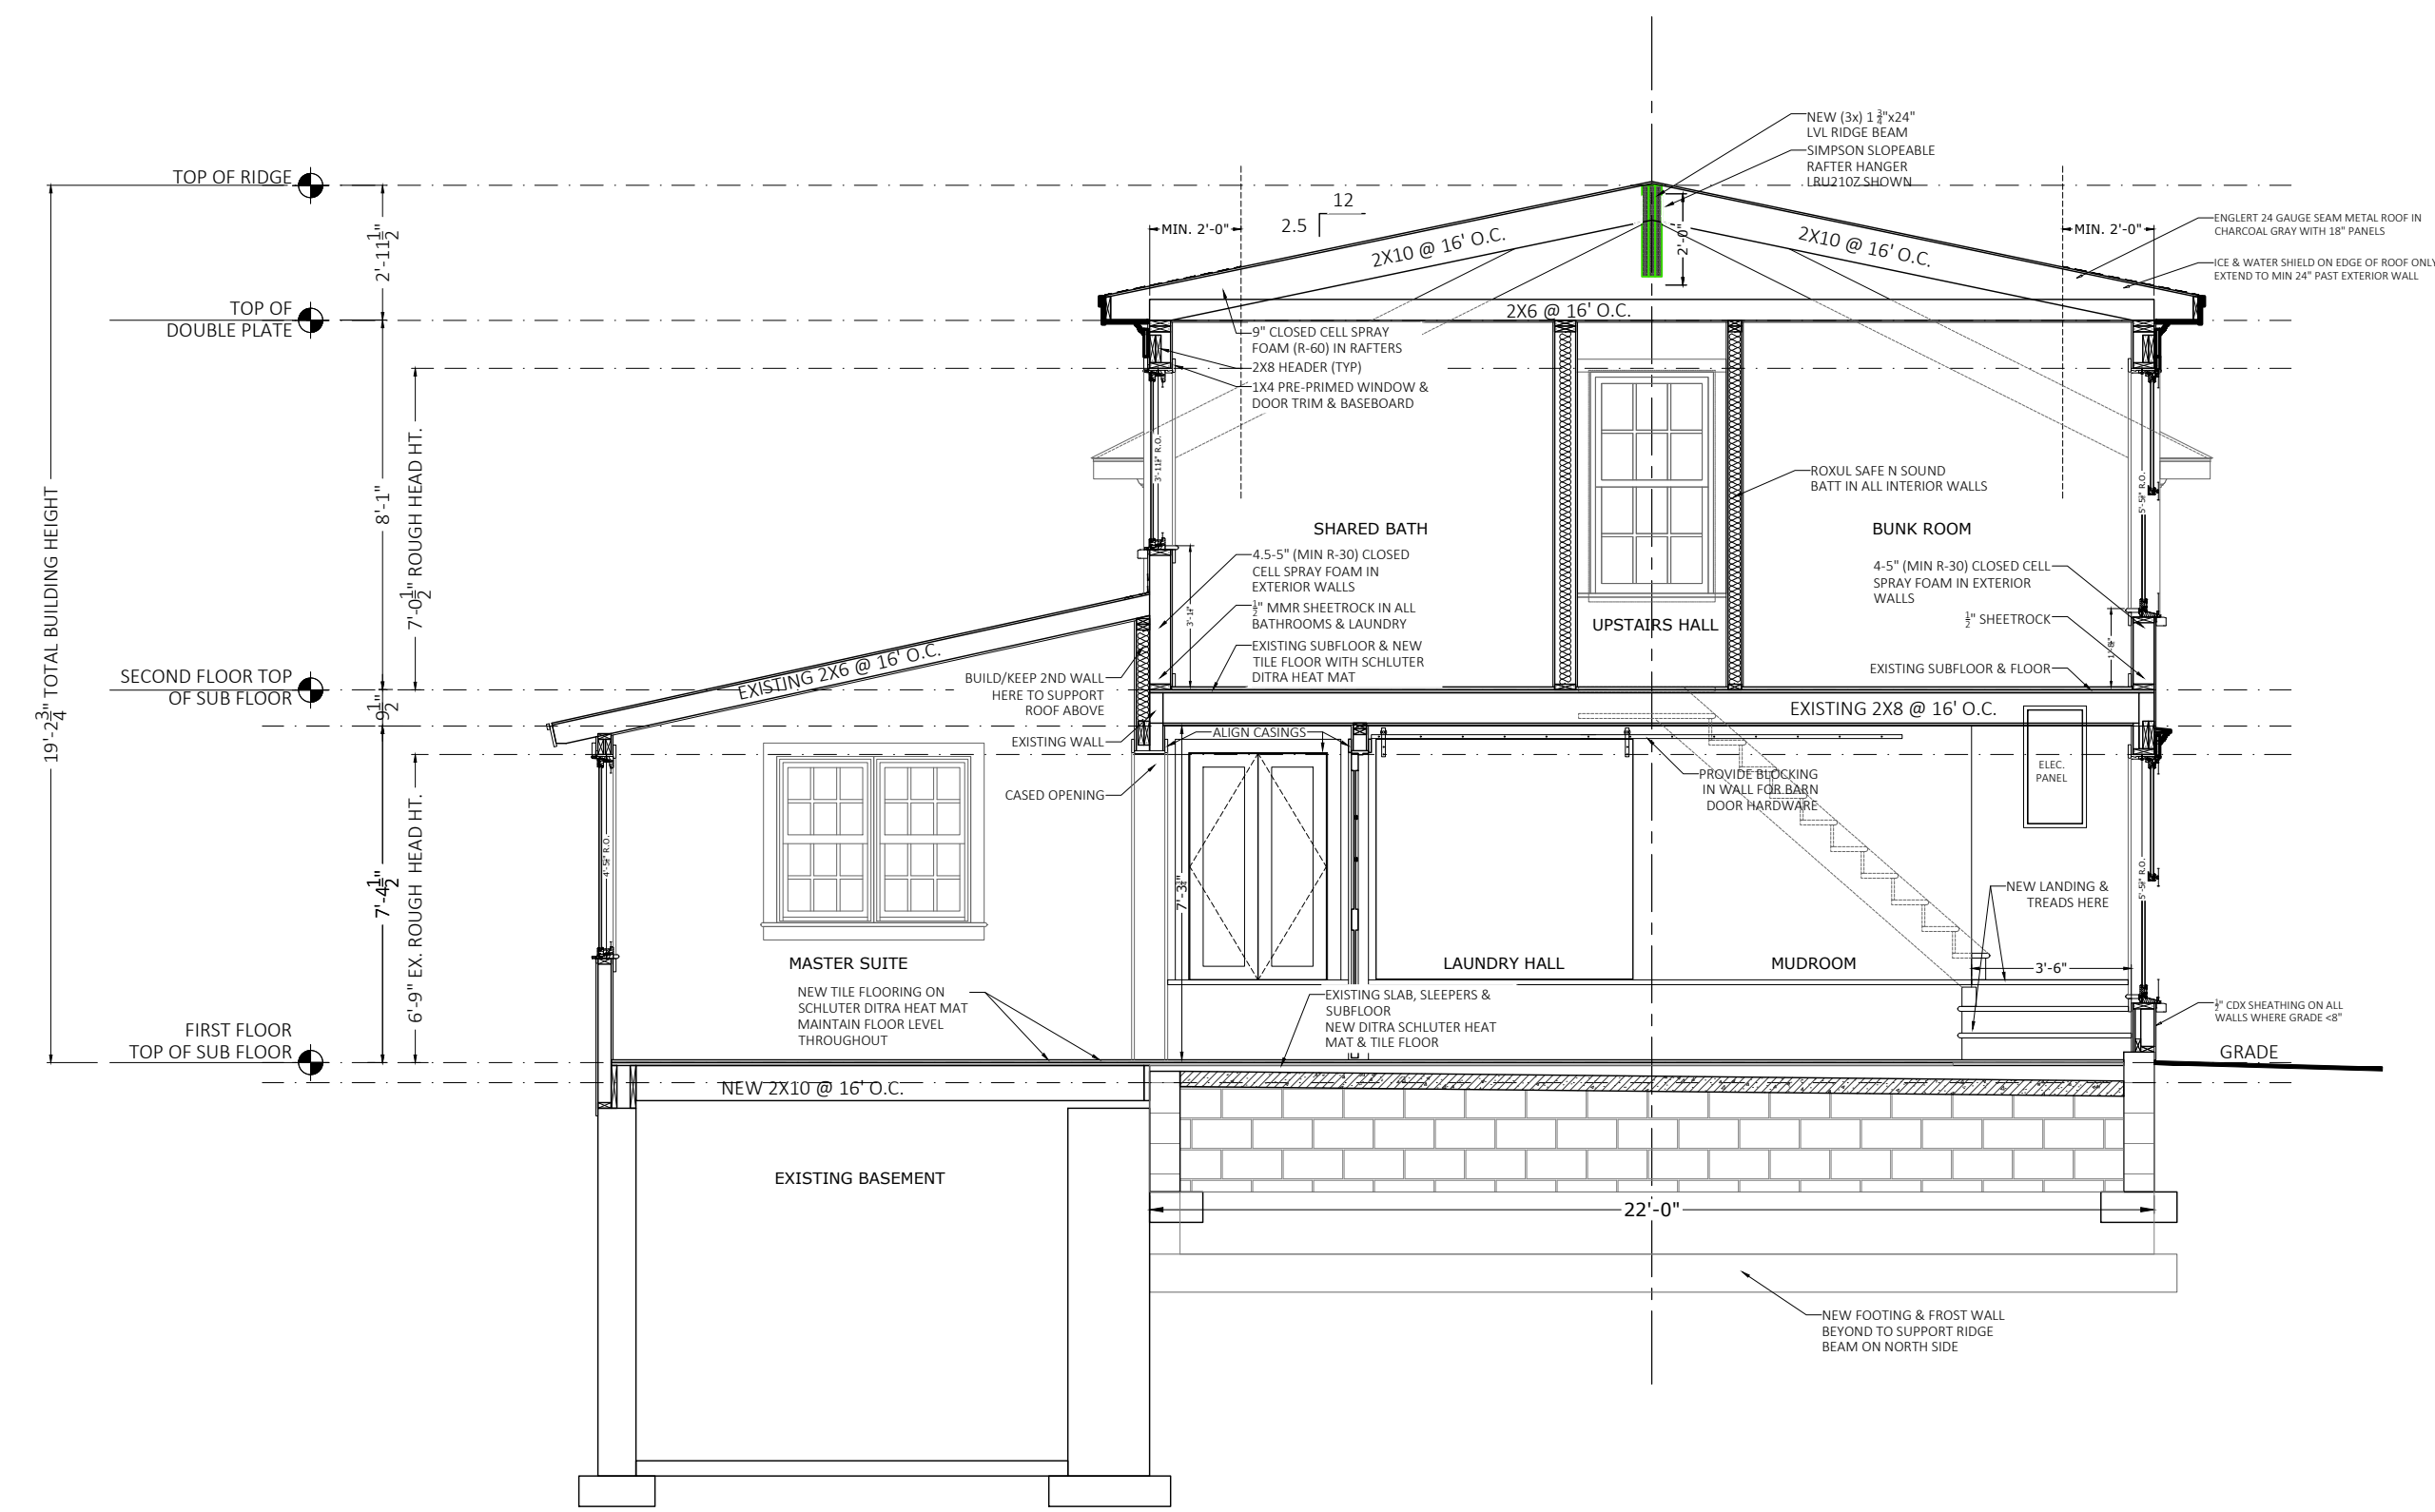 NEW (3x) 1 3/4"x24"
LVL RIDGE BEAM
SIMPSON SLOPEABLE
RAFTER HANGER
LRU210Z SHOWN
TOP OF RIDGE
12
2.5
MIN. 2'-0"
2X10 @ 16' O.C.
2'-0"
2X10 @ 16' O.C.
MIN. 2'-0"
ENGLERT 24 GAUGE SEAM METAL ROOF IN
CHARCOAL GRAY WITH 18" PANELS
ICE & WATER SHIELD ON EDGE OF ROOF ONLY
EXTEND TO MIN 24" PAST EXTERIOR WALL
2'-11 1/2"
TOP OF
DOUBLE PLATE
2X6 @ 16' O.C.
9" CLOSED CELL SPRAY
FOAM (R-60) IN RAFTERS
2X8 HEADER (TYP)
1X4 PRE-PRIMED WINDOW &
DOOR TRIM & BASEBOARD
19'-2 3/4" TOTAL BUILDING HEIGHT
8'-1"
7'-0 1/2" ROUGH HEAD HT.
ROXUL SAFE N SOUND
BATT IN ALL INTERIOR WALLS
SHARED BATH
BUNK ROOM
UPSTAIRS HALL
4.5-5" (MIN R-30) CLOSED
CELL SPRAY FOAM IN
EXTERIOR WALLS
1/2" MMR SHEETROCK IN ALL
BATHROOMS & LAUNDRY
EXISTING SUBFLOOR & NEW
TILE FLOOR WITH SCHLUTER
DITRA HEAT MAT
4-5" (MIN R-30) CLOSED CELL
SPRAY FOAM IN EXTERIOR
WALLS
1/2" SHEETROCK
EXISTING SUBFLOOR & FLOOR
SECOND FLOOR TOP
OF SUB FLOOR
9 1/2"
EXISTING 2X6 @ 16' O.C.
BUILD/KEEP 2ND WALL
HERE TO SUPPORT
ROOF ABOVE
EXISTING WALL
CASED OPENING
ALIGN CASINGS
EXISTING 2X8 @ 16' O.C.
PROVIDE BLOCKING
IN WALL FOR BARN
DOOR HARDWARE
ELEC.
PANEL
7'-4 1/2"
6'-9" EX. ROUGH HEAD HT.
NEW LANDING &
TREADS HERE
3'-6"
MASTER SUITE
LAUNDRY HALL
MUDROOM
NEW TILE FLOORING ON
SCHLUTER DITRA HEAT MAT
MAINTAIN FLOOR LEVEL
THROUGHOUT
EXISTING SLAB, SLEEPERS &
SUBFLOOR
NEW DITRA SCHLUTER HEAT
MAT & TILE FLOOR
1/2" CDX SHEATHING ON ALL
WALLS WHERE GRADE <8"
FIRST FLOOR
TOP OF SUB FLOOR
GRADE
NEW 2X10 @ 16' O.C.
EXISTING BASEMENT
22'-0"
NEW FOOTING & FROST WALL
BEYOND TO SUPPORT RIDGE
BEAM ON NORTH SIDE